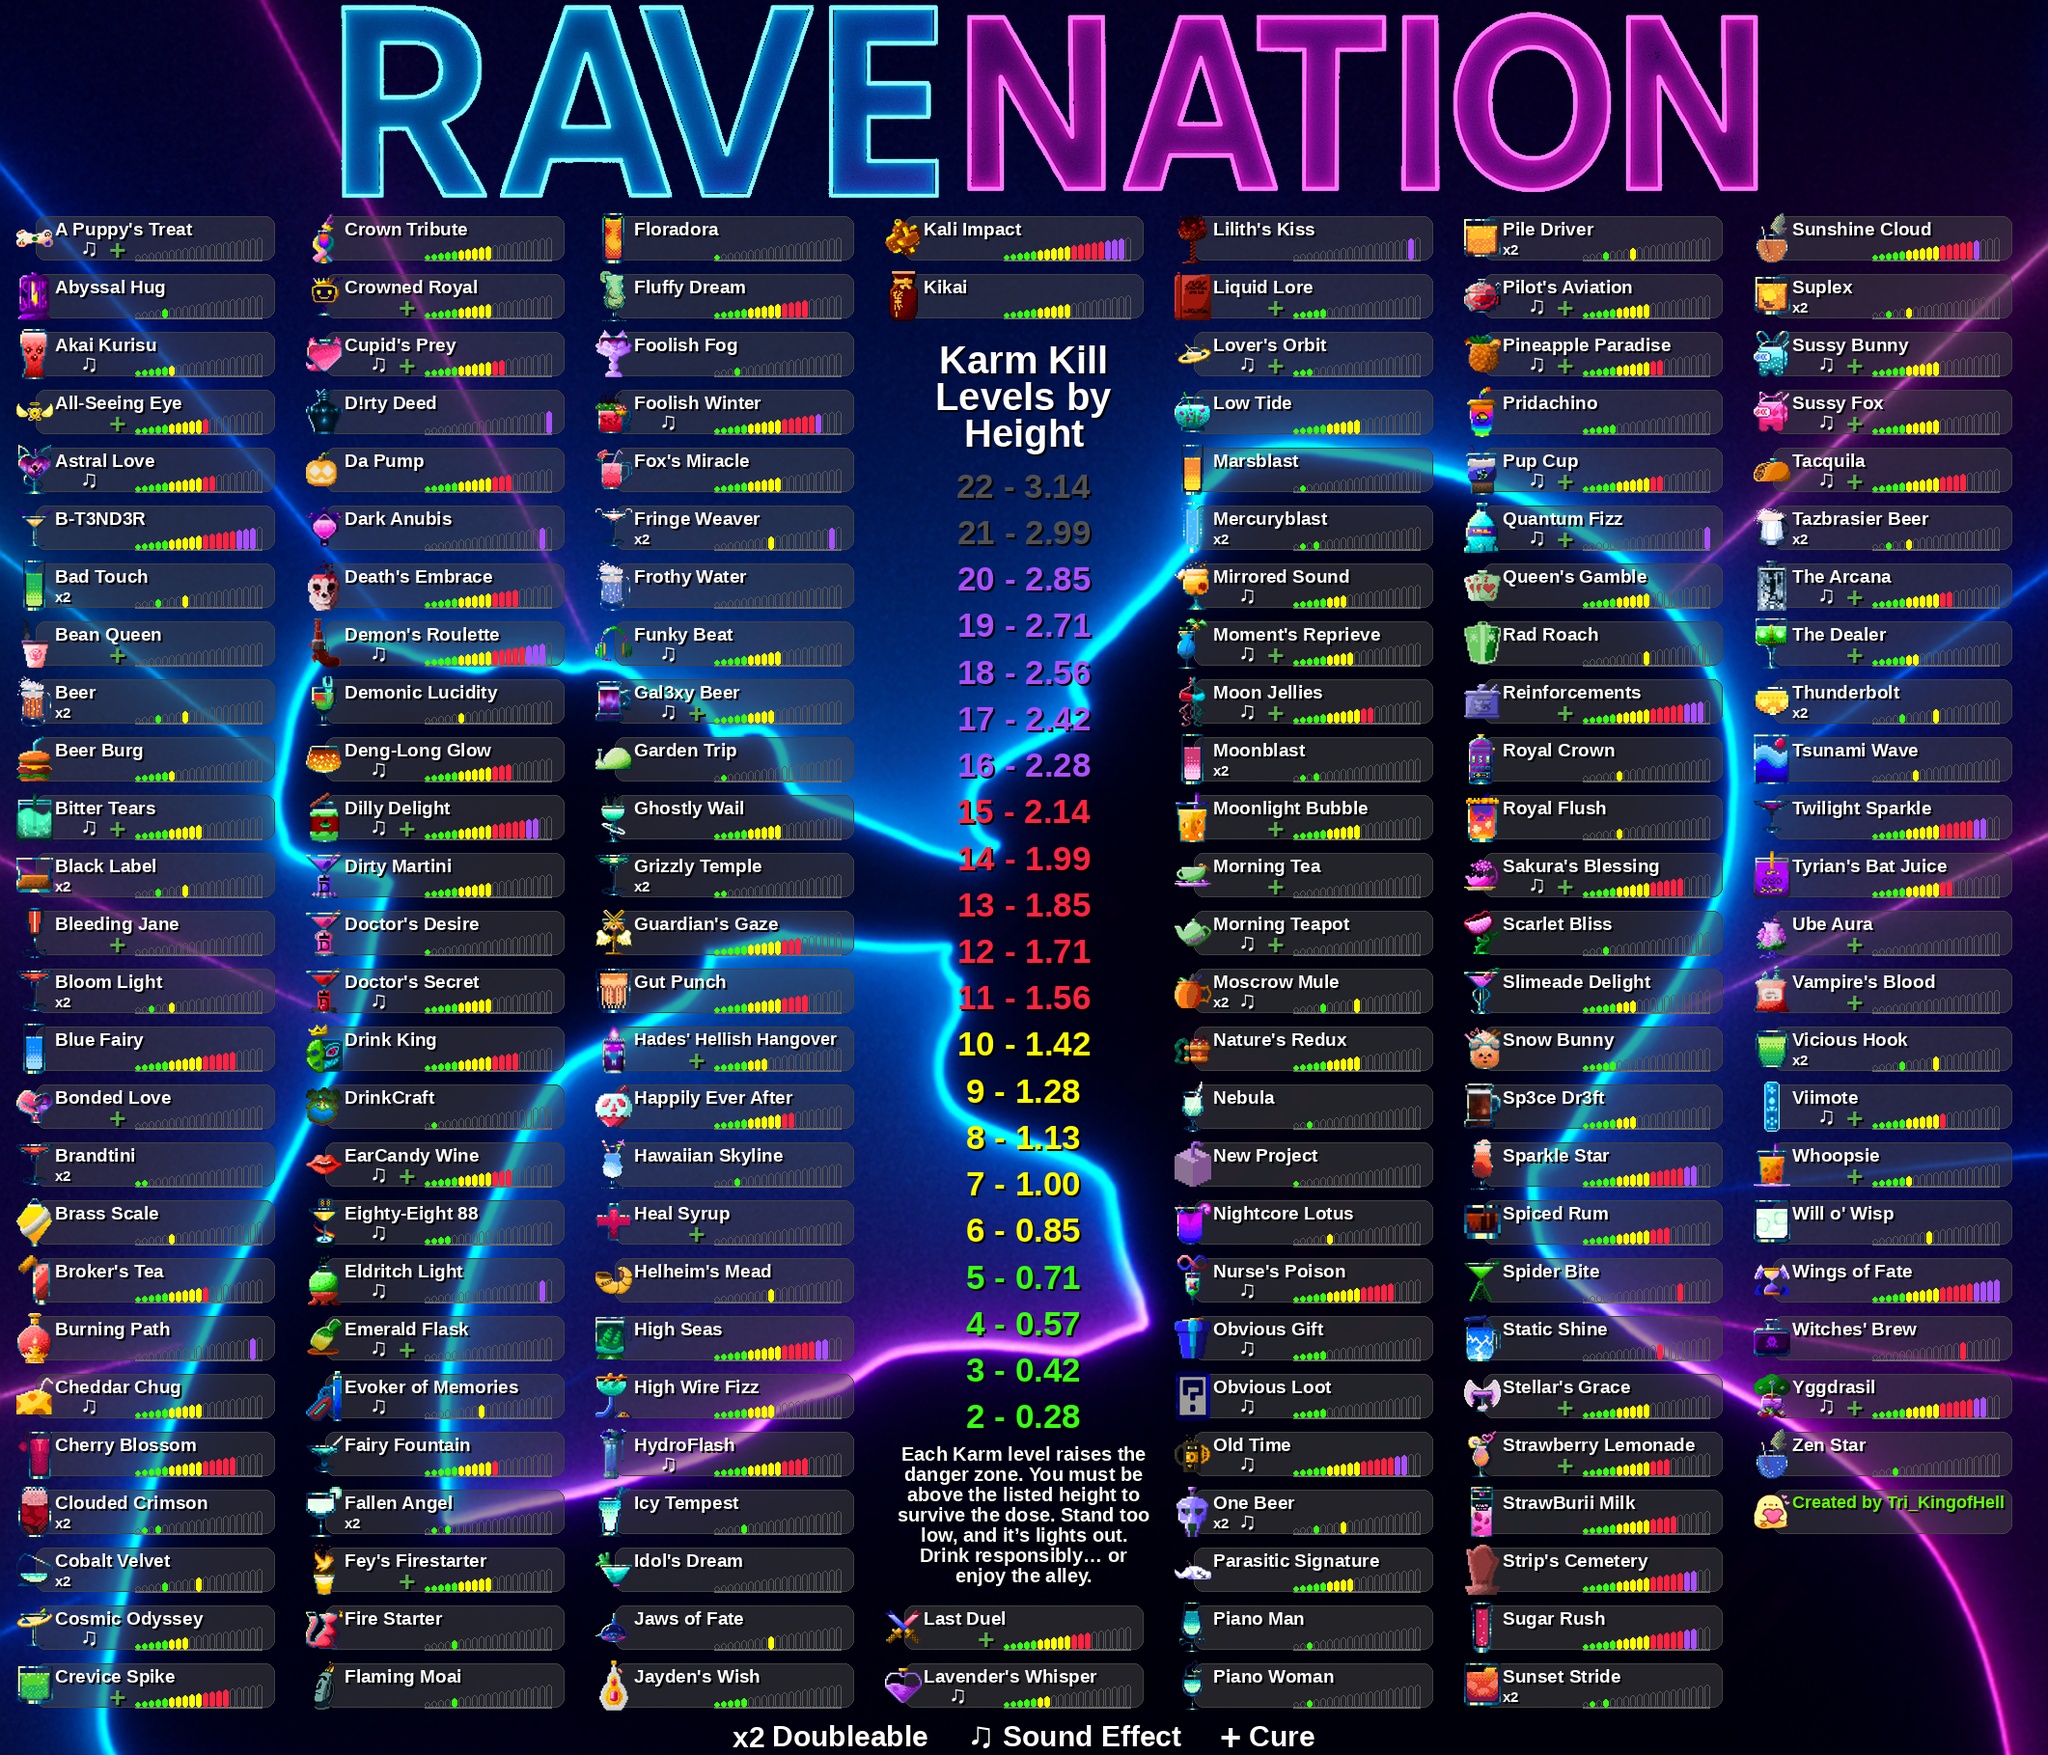 RAVENATION
A Puppy's Treat
♫ +
Abyssal Hug
Akai Kurisu
♫
All-Seeing Eye
+
Astral Love
♫
B-T3ND3R
Bad Touch
x2
Bean Queen
+
Beer
x2
Beer Burg
Bitter Tears
♫ +
Black Label
x2
Bleeding Jane
+
Bloom Light
x2
Blue Fairy
Bonded Love
+
Brandtini
x2
Brass Scale
Broker's Tea
Burning Path
Cheddar Chug
♫
Cherry Blossom
Clouded Crimson
x2
Cobalt Velvet
x2
Cosmic Odyssey
♫
Crevice Spike
+
Crown Tribute
Crowned Royal
+
Cupid's Prey
♫ +
D!rty Deed
Da Pump
Dark Anubis
Death's Embrace
Demon's Roulette
♫
Demonic Lucidity
Deng-Long Glow
♫
Dilly Delight
♫ +
Dirty Martini
Doctor's Desire
Doctor's Secret
♫
Drink King
DrinkCraft
EarCandy Wine
♫ +
Eighty-Eight 88
♫
Eldritch Light
♫
Emerald Flask
♫ +
Evoker of Memories
♫
Fairy Fountain
Fallen Angel
x2
Fey's Firestarter
+
Fire Starter
Flaming Moai
Floradora
Fluffy Dream
Foolish Fog
Foolish Winter
♫
Fox's Miracle
Fringe Weaver
x2
Frothy Water
Funky Beat
♫
Gal3xy Beer
♫ +
Garden Trip
Ghostly Wail
Grizzly Temple
x2
Guardian's Gaze
Gut Punch
Hades' Hellish Hangover
+
Happily Ever After
Hawaiian Skyline
Heal Syrup
+
Helheim's Mead
High Seas
High Wire Fizz
HydroFlash
♫
Icy Tempest
Idol's Dream
Jaws of Fate
Jayden's Wish
Kali Impact
Kikai
Karm Kill
Levels by
Height
22 - 3.14
21 - 2.99
20 - 2.85
19 - 2.71
18 - 2.56
17 - 2.42
16 - 2.28
15 - 2.14
14 - 1.99
13 - 1.85
12 - 1.71
11 - 1.56
10 - 1.42
9 - 1.28
8 - 1.13
7 - 1.00
6 - 0.85
5 - 0.71
4 - 0.57
3 - 0.42
2 - 0.28
Each Karm level raises the
danger zone. You must be
above the listed height to
survive the dose. Stand too
low, and it's lights out.
Drink responsibly... or
enjoy the alley.
Last Duel
+
Lavender's Whisper
♫
Lilith's Kiss
Liquid Lore
+
Lover's Orbit
♫ +
Low Tide
Marsblast
Mercuryblast
x2
Mirrored Sound
♫
Moment's Reprieve
♫ +
Moon Jellies
♫ +
Moonblast
x2
Moonlight Bubble
+
Morning Tea
+
Morning Teapot
♫ +
Moscrow Mule
x2 ♫
Nature's Redux
Nebula
New Project
Nightcore Lotus
Nurse's Poison
♫
Obvious Gift
♫
Obvious Loot
♫
Old Time
♫
One Beer
x2 ♫
Parasitic Signature
Piano Man
Piano Woman
Pile Driver
x2
Pilot's Aviation
♫ +
Pineapple Paradise
♫ +
Pridachino
Pup Cup
♫ +
Quantum Fizz
♫ +
Queen's Gamble
Rad Roach
Reinforcements
+
Royal Crown
Royal Flush
Sakura's Blessing
♫ +
Scarlet Bliss
Slimeade Delight
Snow Bunny
Sp3ce Dr3ft
Sparkle Star
Spiced Rum
Spider Bite
Static Shine
Stellar's Grace
+
Strawberry Lemonade
+
StrawBurii Milk
Strip's Cemetery
Sugar Rush
Sunset Stride
x2
Sunshine Cloud
Suplex
x2
Sussy Bunny
♫ +
Sussy Fox
♫ +
Tacquila
♫ +
Tazbrasier Beer
x2
The Arcana
♫ +
The Dealer
+
Thunderbolt
x2
Tsunami Wave
Twilight Sparkle
Tyrian's Bat Juice
Ube Aura
+
Vampire's Blood
+
Vicious Hook
x2
Viimote
♫ +
Whoopsie
+
Will o' Wisp
Wings of Fate
Witches' Brew
Yggdrasil
♫ +
Zen Star
Created by Tri_KingofHell
x2 Doubleable ♫ Sound Effect + Cure